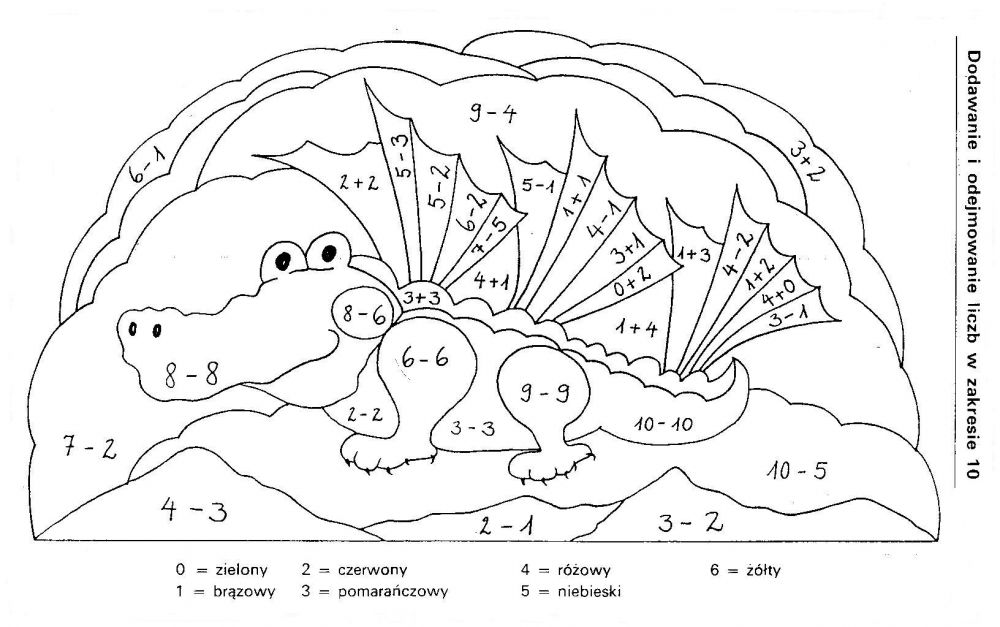 Dodawanie i odejmowanie liczb w zakresie 10
9 - 4
6 - 1
3 + 2
2 + 2
5 - 3
5 - 2
6 - 2
7 - 5
4 + 1
5 - 1
1 + 1
4 - 1
3 + 1
0 + 2
1 + 4
1 + 3
4 - 2
1 + 2
4 + 0
3 - 1
3 + 3
8 - 6
8 - 8
6 - 6
9 - 9
2 - 2
3 - 3
10 - 10
7 - 2
10 - 5
4 - 3
2 - 1
3 - 2
0 = zielony 2 = czerwony 4 = różowy 6 = żółty
1 = brązowy 3 = pomarańczowy 5 = niebieski